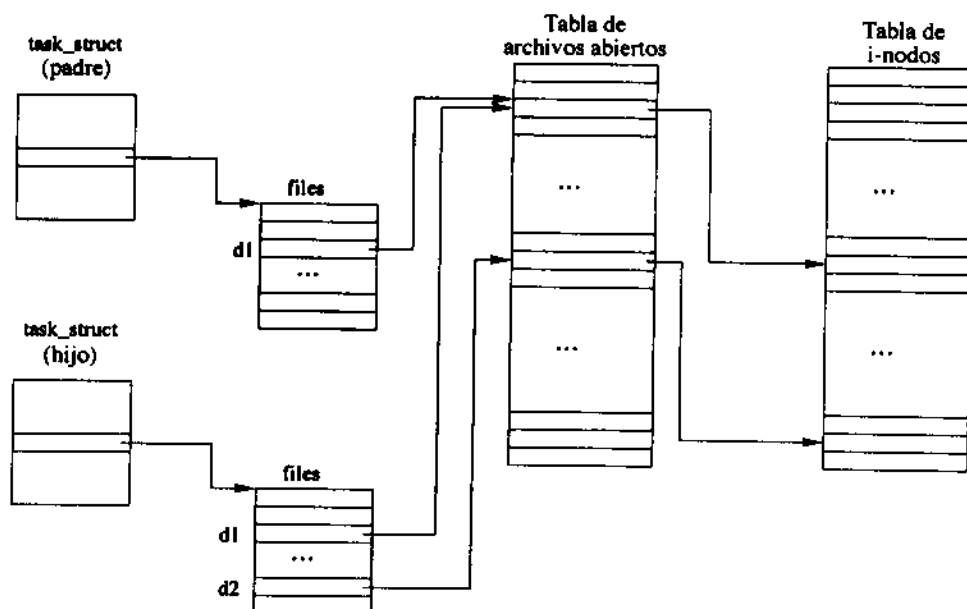 task_struct
(padre)
Tabla de
archivos abiertos
Tabla de
i-nodos
files
d1
...
...
...
task_struct
(hijo)
...
...
files
d1
...
d2